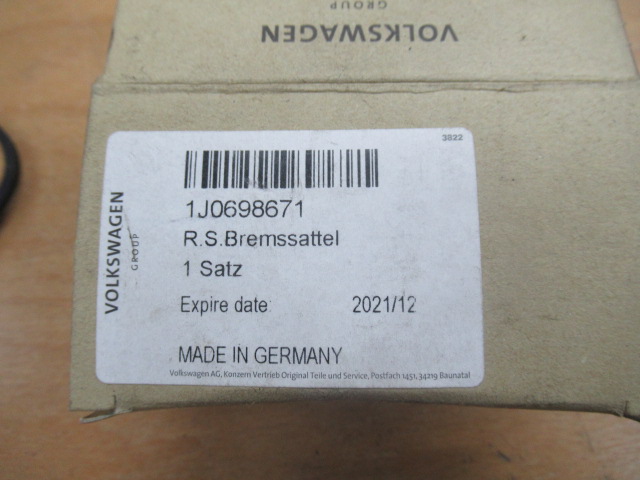 GROUP
VOLKSWAGEN
3822
VOLKSWAGEN
GROUP
1J0698671
R.S.Bremssattel
1 Satz
Expire date 2021/12
MADE IN GERMANY
Volkswagen AG, Konzern Vertrieb Original Teile und Service, Postfach 1451, 34219 Baunatal